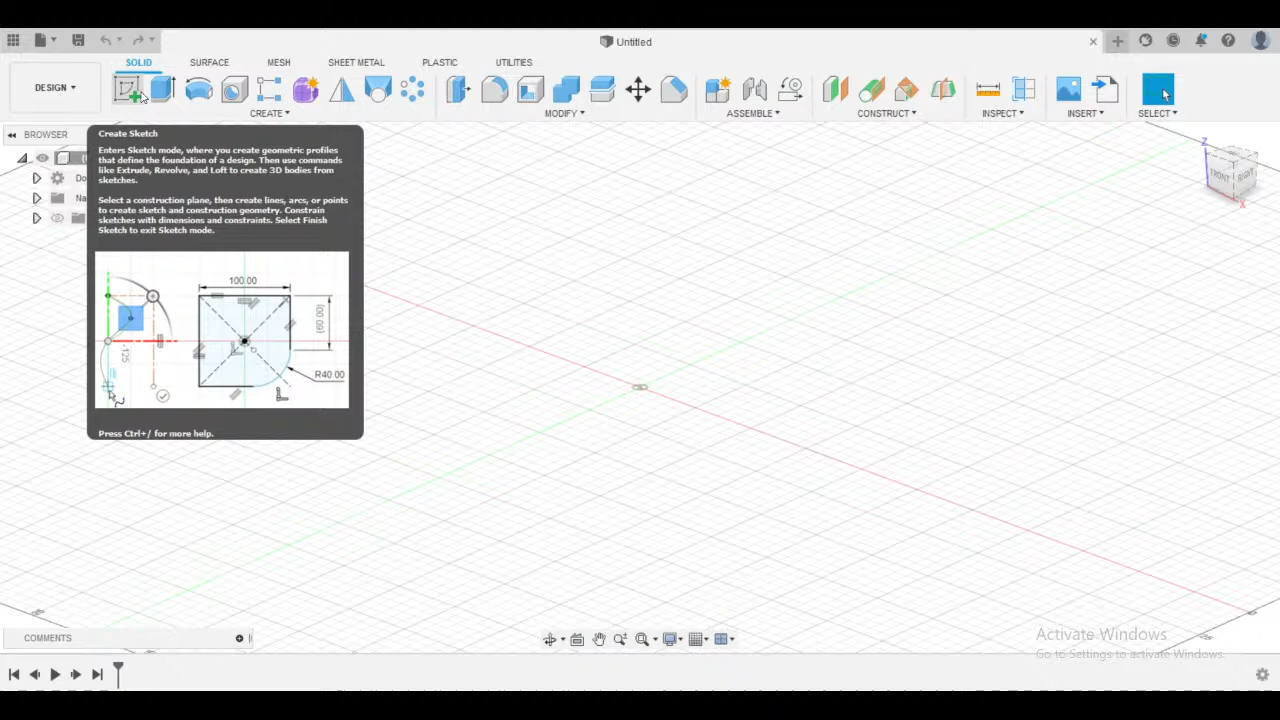 Untitled
SOLID
SURFACE
MESH
SHEET METAL
PLASTIC
UTILITIES
DESIGN
CREATE
MODIFY
ASSEMBLE
CONSTRUCT
INSPECT
INSERT
SELECT
BROWSER
Do
Na
Create Sketch
Enters Sketch mode, where you create geometric profiles
that define the foundation of a design. Then use commands
like Extrude, Revolve, and Loft to create 3D bodies from
sketches.
Select a construction plane, then create lines, arcs, or points
to create sketch and construction geometry. Constrain
sketches with dimensions and constraints. Select Finish
Sketch to exit Sketch mode.
100.00
(60.00)
125
R40.00
Press Ctrl+/ for more help.
Z
FRONT
RIGHT
X
COMMENTS
Activate Windows
Go to Settings to activate Windows.